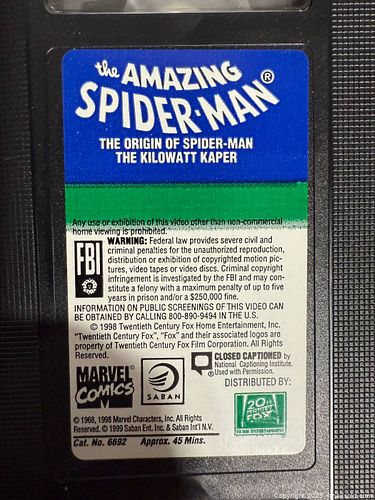 the AMAZING
SPIDER-MAN®
THE ORIGIN OF SPIDER-MAN
THE KILOWATT KAPER
Any use or exhibition of this video other than non-commercial
home viewing is prohibited.
FBI
WARNING: Federal law provides severe civil and
criminal penalties for the unauthorized reproduction,
distribution or exhibition of copyrighted motion pic-
tures, video tapes or video discs. Criminal copyright
infringement is investigated by the FBI and may con-
stitute a felony with a maximum penalty of up to five
years in prison and/or a $250,000 fine.
INFORMATION ON PUBLIC SCREENINGS OF THIS VIDEO CAN
BE OBTAINED BY CALLING 800-890-9494 IN THE U.S.
© 1998 Twentieth Century Fox Home Entertainment, Inc.
"Twentieth Century Fox", "Fox" and their associated logos are
property of Twentieth Century Fox Film Corporation. All Rights
Reserved.
CLOSED CAPTIONED by
National Captioning Institute.
® Used with Permission.
MARVEL
COMICS
SABAN
DISTRIBUTED BY:
20th
CENTURY
FOX
© 1968, 1998 Marvel Characters, Inc. All Rights
Reserved. © 1999 Saban Ent. Inc. & Saban Int'l N.V.
Cat. No. 6692 Approx. 45 Mins.